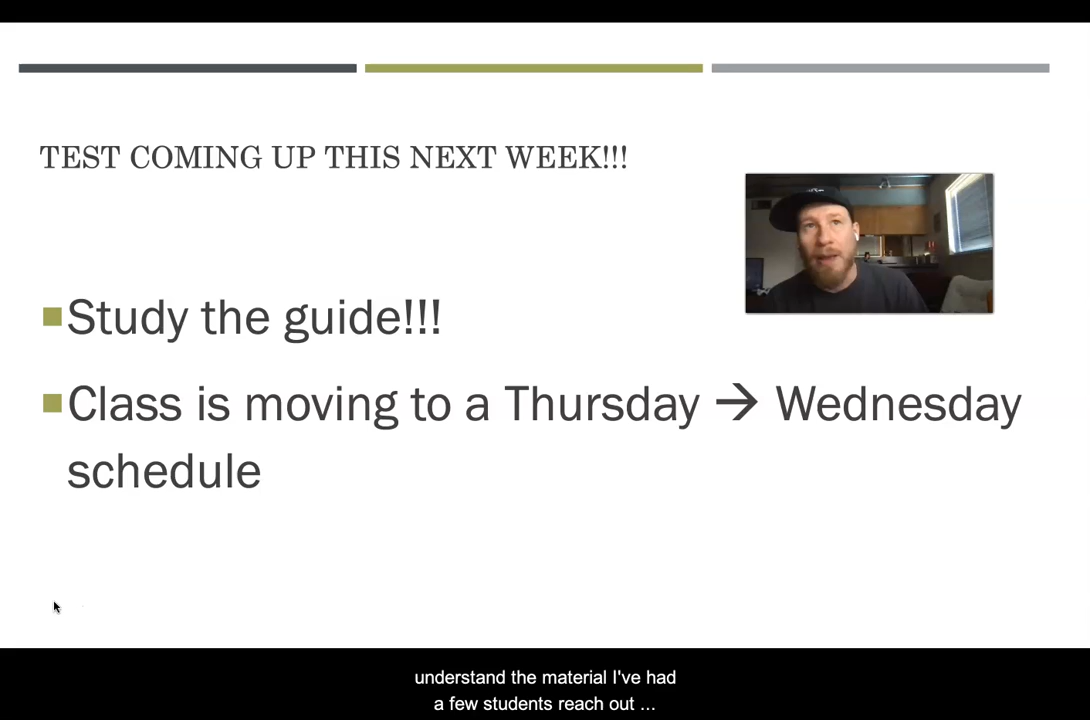 TEST COMING UP THIS NEXT WEEK!!!
Study the guide!!!
Class is moving to a Thursday → Wednesday
schedule
understand the material I've had
a few students reach out ...